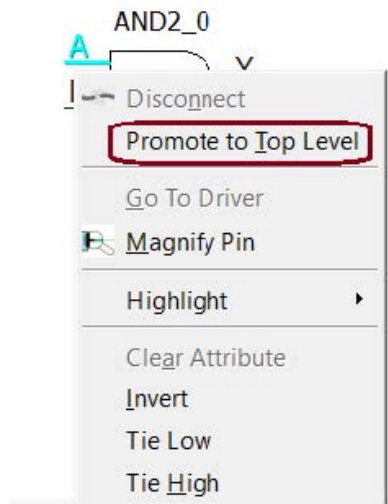 AND2_0
A
Y
Disconnect
Promote to Top Level
Go To Driver
Magnify Pin
Highlight
Clear Attribute
Invert
Tie Low
Tie High